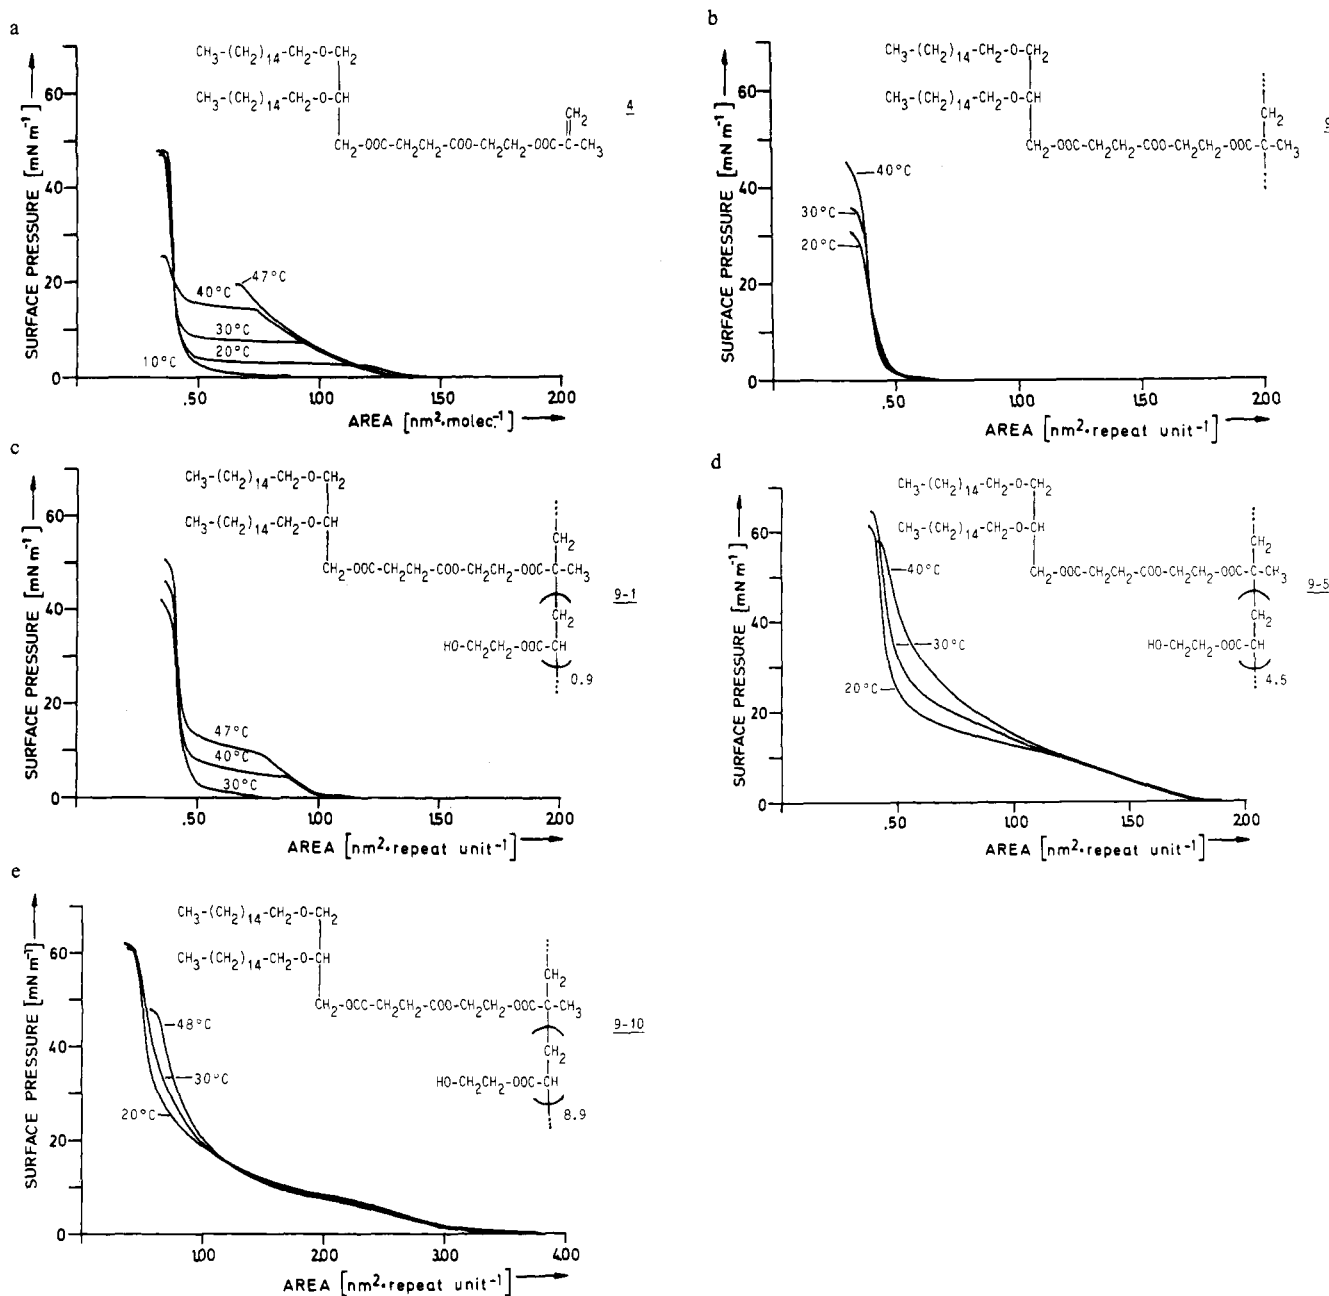 a
SURFACE PRESSURE [mN m⁻¹]
60
40
20
0
CH₃-(CH₂)₁₄-CH₂-O-CH₂
CH₃-(CH₂)₁₄-CH₂-O-CH
CH₂-OOC-CH₂CH₂-COO-CH₂CH₂-OOC-C-CH₃
CH₂
4
47°C
40°C
30°C
20°C
10°C
.50
1.00
1.50
2.00
AREA [nm²·molec.⁻¹]
b
SURFACE PRESSURE [mN m⁻¹]
60
40
20
0
CH₃-(CH₂)₁₄-CH₂-O-CH₂
CH₃-(CH₂)₁₄-CH₂-O-CH
CH₂
CH₂-OOC-CH₂CH₂-COO-CH₂CH₂-OOC-C-CH₃
9
40°C
30°C
20°C
.50
1.00
1.50
2.00
AREA [nm²·repeat unit⁻¹]
c
SURFACE PRESSURE [mN m⁻¹]
60
40
20
0
CH₃-(CH₂)₁₄-CH₂-O-CH₂
CH₃-(CH₂)₁₄-CH₂-O-CH
CH₂
CH₂-OOC-CH₂CH₂-COO-CH₂CH₂-OOC-C-CH₃
9-1
CH₂
HO-CH₂CH₂-OOC-CH
0.9
47°C
40°C
30°C
.50
1.00
1.50
2.00
AREA [nm²·repeat unit⁻¹]
d
SURFACE PRESSURE [mN m⁻¹]
60
40
20
0
CH₃-(CH₂)₁₄-CH₂-O-CH₂
CH₃-(CH₂)₁₄-CH₂-O-CH
CH₂
CH₂-OOC-CH₂CH₂-COO-CH₂CH₂-OOC-C-CH₃
9-5
CH₂
HO-CH₂CH₂-OOC-CH
4.5
40°C
30°C
20°C
.50
1.00
1.50
2.00
AREA [nm²·repeat unit⁻¹]
e
SURFACE PRESSURE [mN m⁻¹]
60
40
20
0
CH₃-(CH₂)₁₄-CH₂-O-CH₂
CH₃-(CH₂)₁₄-CH₂-O-CH
CH₂
CH₂-OCC-CH₂CH₂-COO-CH₂CH₂-OOC-C-CH₃
9-10
CH₂
HO-CH₂CH₂-OOC-CH
8.9
48°C
30°C
20°C
1.00
2.00
3.00
4.00
AREA [nm²·repeat unit⁻¹]